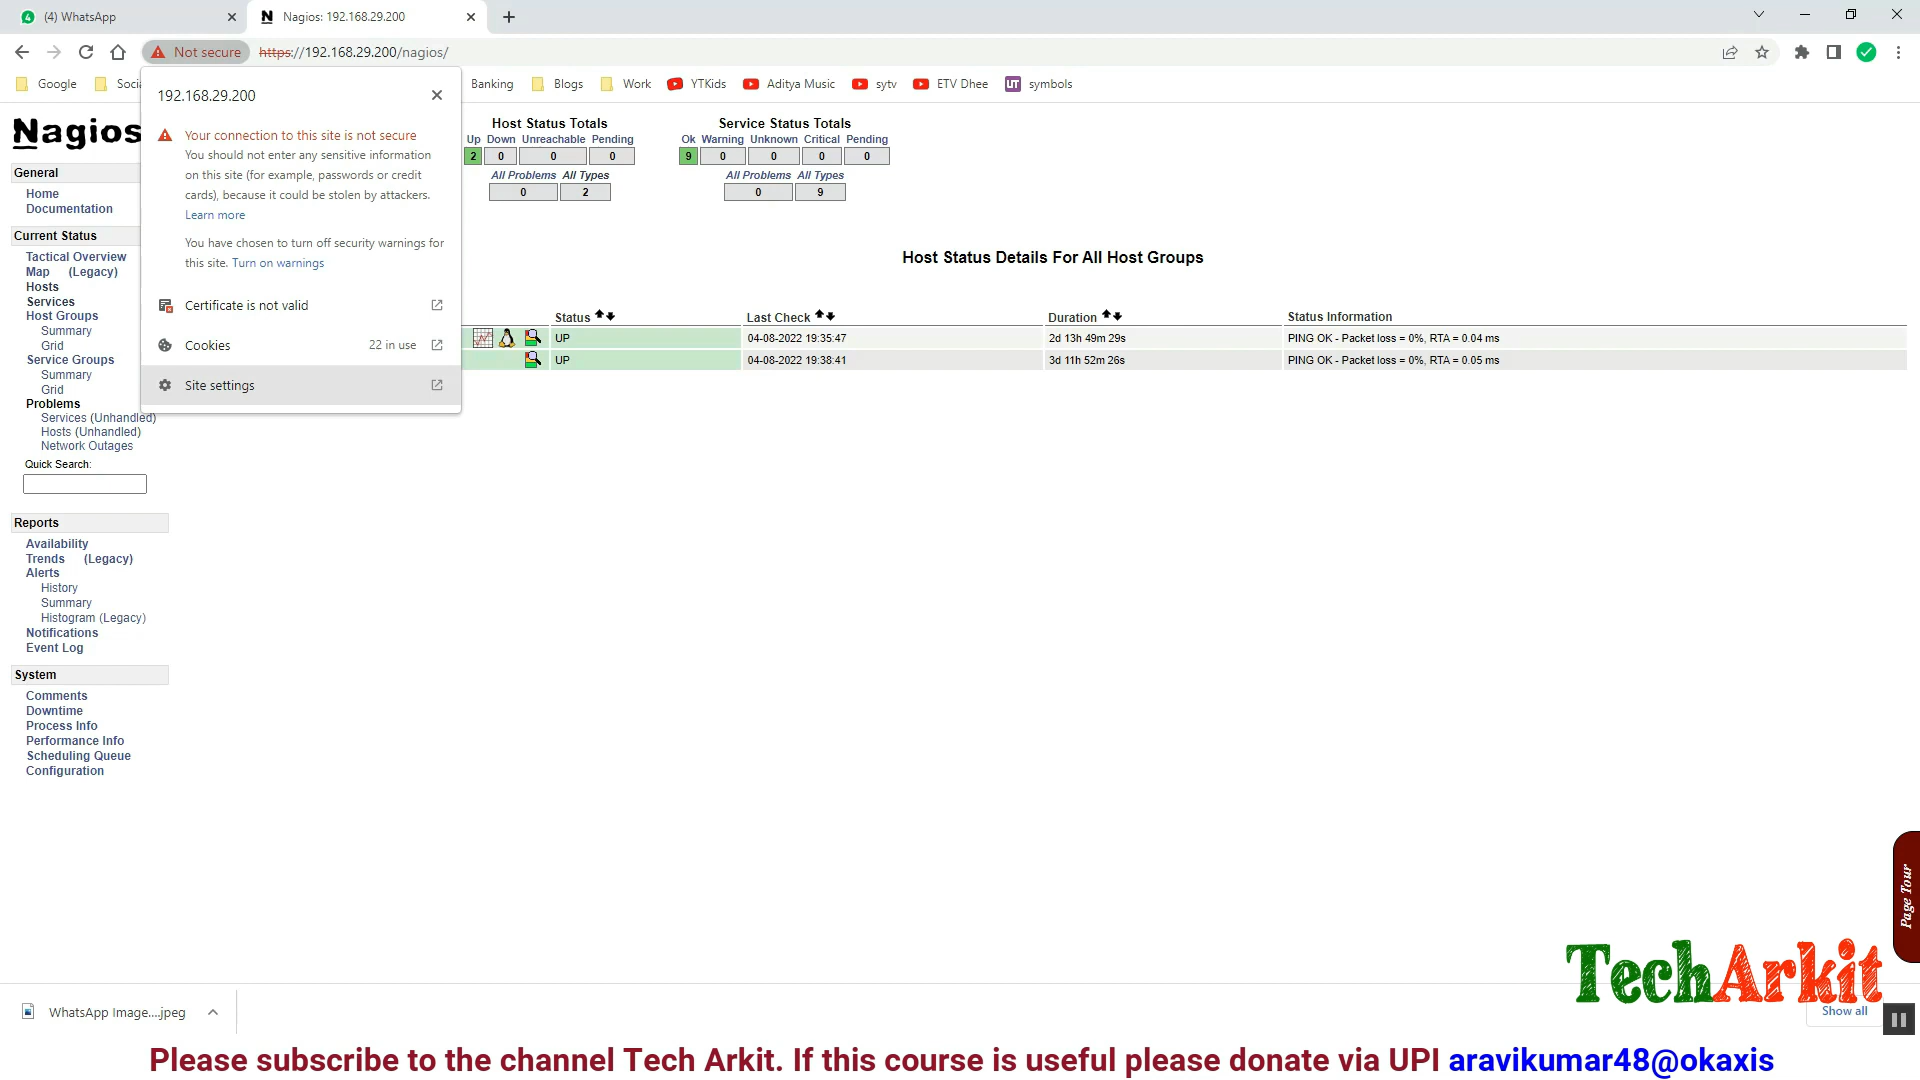 (4) WhatsApp
Nagios: 192.168.29.200
Not secure
https://192.168.29.200/nagios/
Google
Soci
Banking
Blogs
Work
YTKids
Aditya Music
sytv
ETV Dhee
UT symbols
192.168.29.200
Your connection to this site is not secure
You should not enter any sensitive information
on this site (for example, passwords or credit
cards), because it could be stolen by attackers.
Learn more
You have chosen to turn off security warnings for
this site. Turn on warnings
Certificate is not valid
Cookies 22 in use
Site settings
Nagios
General
Home
Documentation
Current Status
Tactical Overview
Map (Legacy)
Hosts
Services
Host Groups
Summary
Grid
Service Groups
Summary
Grid
Problems
Services (Unhandled)
Hosts (Unhandled)
Network Outages
Quick Search:
Reports
Availability
Trends (Legacy)
Alerts
History
Summary
Histogram (Legacy)
Notifications
Event Log
System
Comments
Downtime
Process Info
Performance Info
Scheduling Queue
Configuration
Host Status Totals
Up Down Unreachable Pending
2 0 0 0
All Problems All Types
0 2
Service Status Totals
Ok Warning Unknown Critical Pending
9 0 0 0 0
All Problems All Types
0 9
Host Status Details For All Host Groups
Status Last Check Duration Status Information
UP 04-08-2022 19:35:47 2d 13h 49m 29s PING OK - Packet loss = 0%, RTA = 0.04 ms
UP 04-08-2022 19:38:41 3d 11h 52m 26s PING OK - Packet loss = 0%, RTA = 0.05 ms
Page Tour
TechArkit
WhatsApp Image....jpeg
Show all
Please subscribe to the channel Tech Arkit. If this course is useful please donate via UPI aravikumar48@okaxis